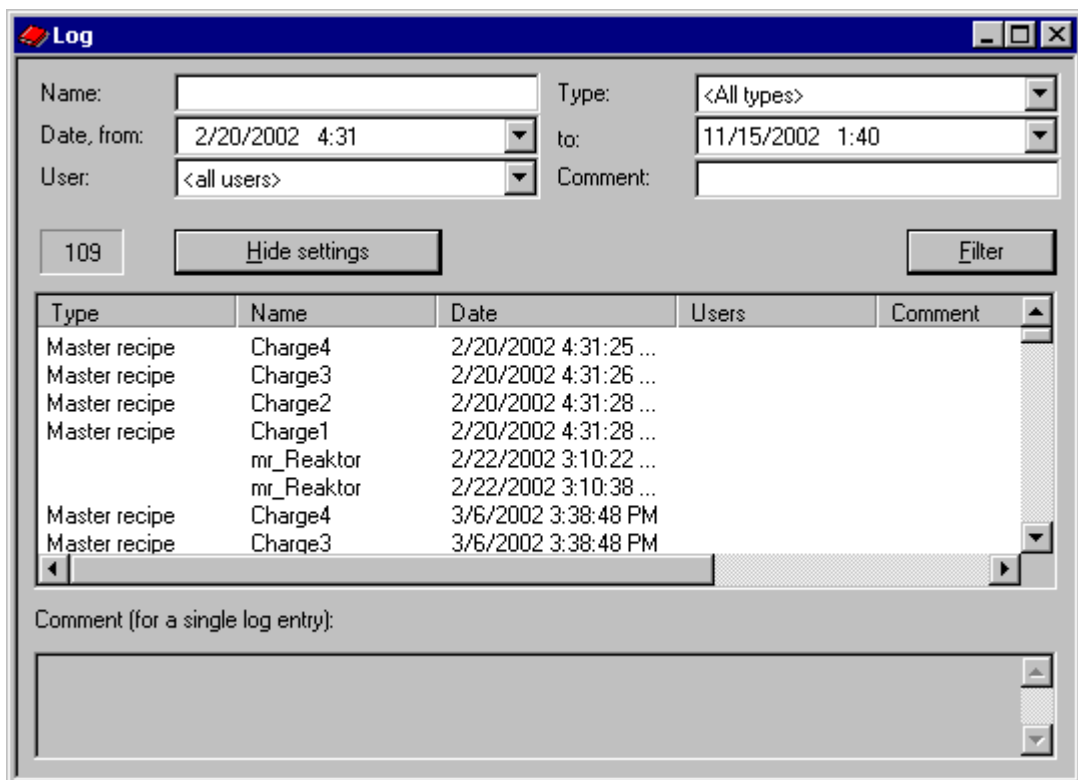 Log
Name: Type: <All types>
Date, from: 2/20/2002 4:31 to: 11/15/2002 1:40
User: <all users> Comment:
109 Hide settings Filter
Type Name Date Users Comment
Master recipe Charge4 2/20/2002 4:31:25 ...
Master recipe Charge3 2/20/2002 4:31:26 ...
Master recipe Charge2 2/20/2002 4:31:28 ...
Master recipe Charge1 2/20/2002 4:31:28 ...
mr_Reaktor 2/22/2002 3:10:22 ...
mr_Reaktor 2/22/2002 3:10:38 ...
Master recipe Charge4 3/6/2002 3:38:48 PM
Master recipe Charge3 3/6/2002 3:38:48 PM
Comment (for a single log entry):